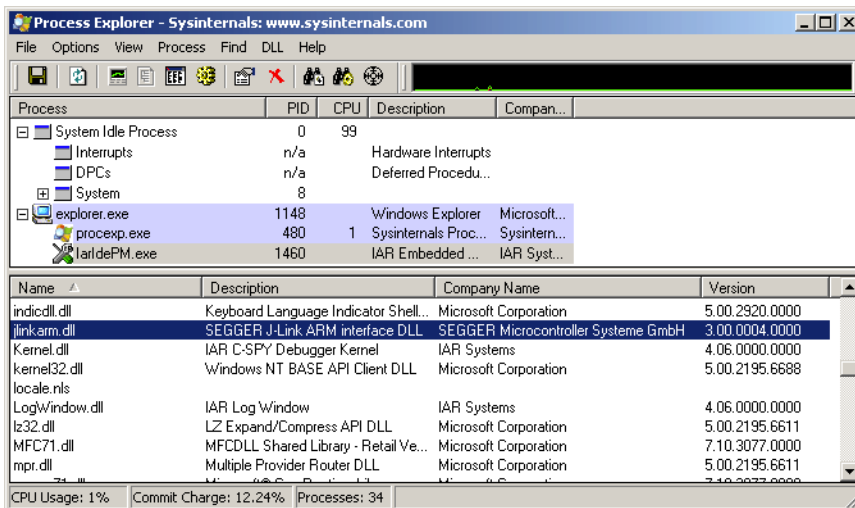 Process Explorer - Sysinternals: www.sysinternals.com
File Options View Process Find DLL Help
Process PID CPU Description Compan...
System Idle Process 0 99
Interrupts n/a Hardware Interrupts
DPCs n/a Deferred Procedu...
System 8
explorer.exe 1148 Windows Explorer Microsoft...
procexp.exe 480 1 Sysinternals Proc... Sysintern...
IarIdePM.exe 1460 IAR Embedded ... IAR Syst...
Name Description Company Name Version
indicdll.dll Keyboard Language Indicator Shell... Microsoft Corporation 5.00.2920.0000
jlinkarm.dll SEGGER J-Link ARM interface DLL SEGGER Microcontroller Systeme GmbH 3.00.0004.0000
Kernel.dll IAR C-SPY Debugger Kernel IAR Systems 4.06.0000.0000
kernel32.dll Windows NT BASE API Client DLL Microsoft Corporation 5.00.2195.6688
locale.nls
LogWindow.dll IAR Log Window IAR Systems 4.06.0000.0000
lz32.dll LZ Expand/Compress API DLL Microsoft Corporation 5.00.2195.6611
MFC71.dll MFCDLL Shared Library - Retail Ve... Microsoft Corporation 7.10.3077.0000
mpr.dll Multiple Provider Router DLL Microsoft Corporation 5.00.2195.6611
CPU Usage: 1% Commit Charge: 12.24% Processes: 34